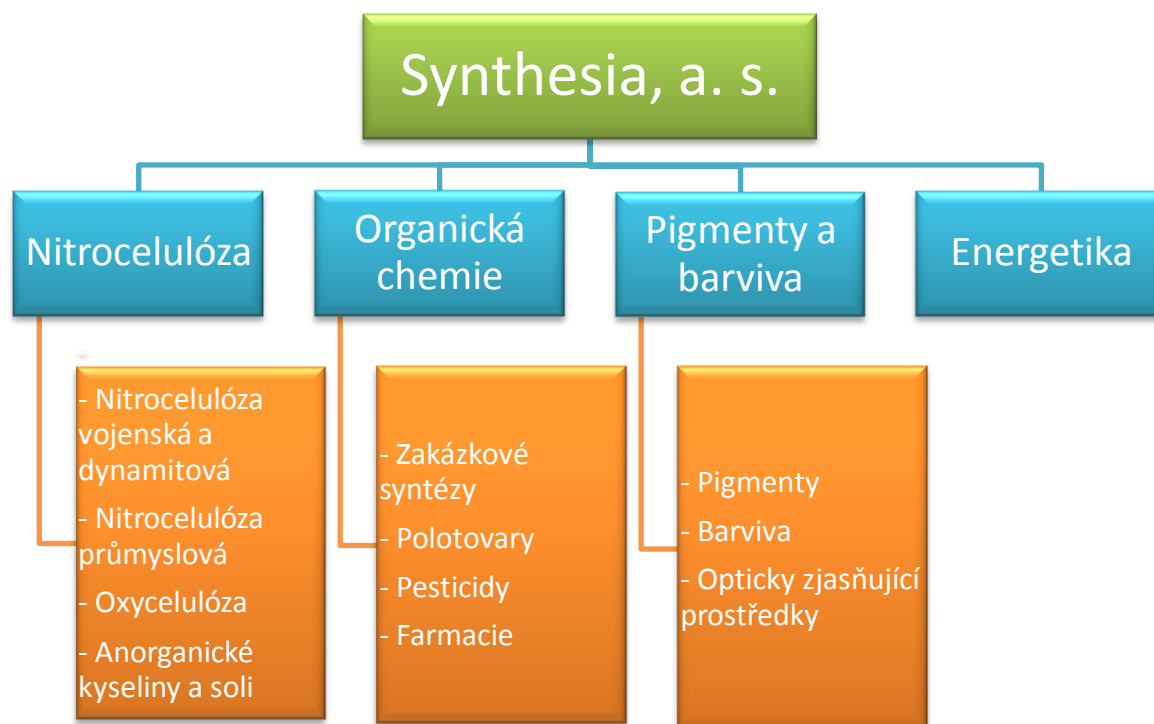 Synthesia, a. s.
Nitrocelulóza
Organická
chemie
Pigmenty a
barviva
Energetika
- Nitrocelulóza
vojenská a
dynamitová
- Nitrocelulóza
průmyslová
- Oxycelulóza
- Anorganické
kyseliny a soli
- Zakázkové
syntézy
- Polotovary
- Pesticidy
- Farmacie
- Pigmenty
- Barviva
- Opticky zjasňující
prostředky